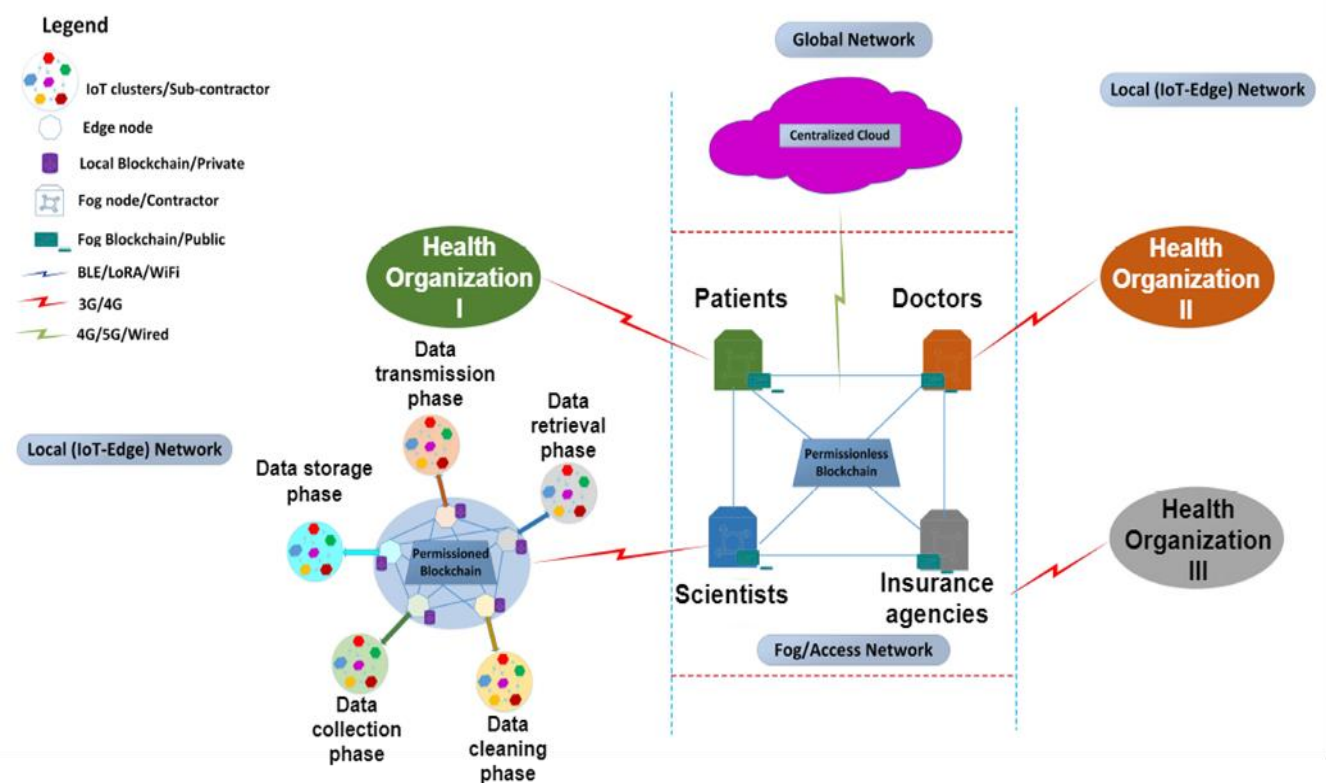 Legend
IoT clusters/Sub-contractor
Edge node
Local Blockchain/Private
Fog node/Contractor
Fog Blockchain/Public
BLE/LoRA/WiFi
3G/4G
4G/5G/Wired
Global Network
Centralized Cloud
Local (IoT-Edge) Network
Health
Organization
I
Patients
Doctors
Health
Organization
II
Permissionless
Blockchain
Scientists
Insurance
agencies
Health
Organization
III
Fog/Access Network
Local (IoT-Edge) Network
Data
transmission
phase
Data
retrieval
phase
Data storage
phase
Permissioned
Blockchain
Data
collection
phase
Data
cleaning
phase